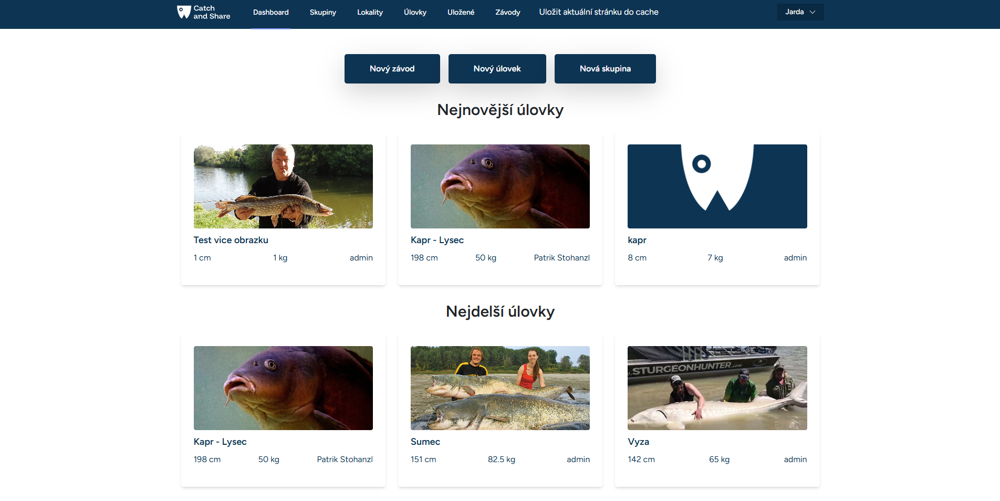 Catch
and Share
Dashboard
Skupiny
Lokality
Úlovky
Uložené
Závody
Uložit aktuální stránku do cache
Jarda
Nový závod
Nový úlovek
Nová skupina
Nejnovější úlovky
Test vice obrazku
1 cm 1 kg admin
Kapr - Lysec
198 cm 50 kg Patrik Stohanzl
kapr
8 cm 7 kg admin
Nejdelší úlovky
STURGEONHUNTER.com
Kapr - Lysec
198 cm 50 kg Patrik Stohanzl
Sumec
151 cm 82.5 kg admin
Vyza
142 cm 65 kg admin